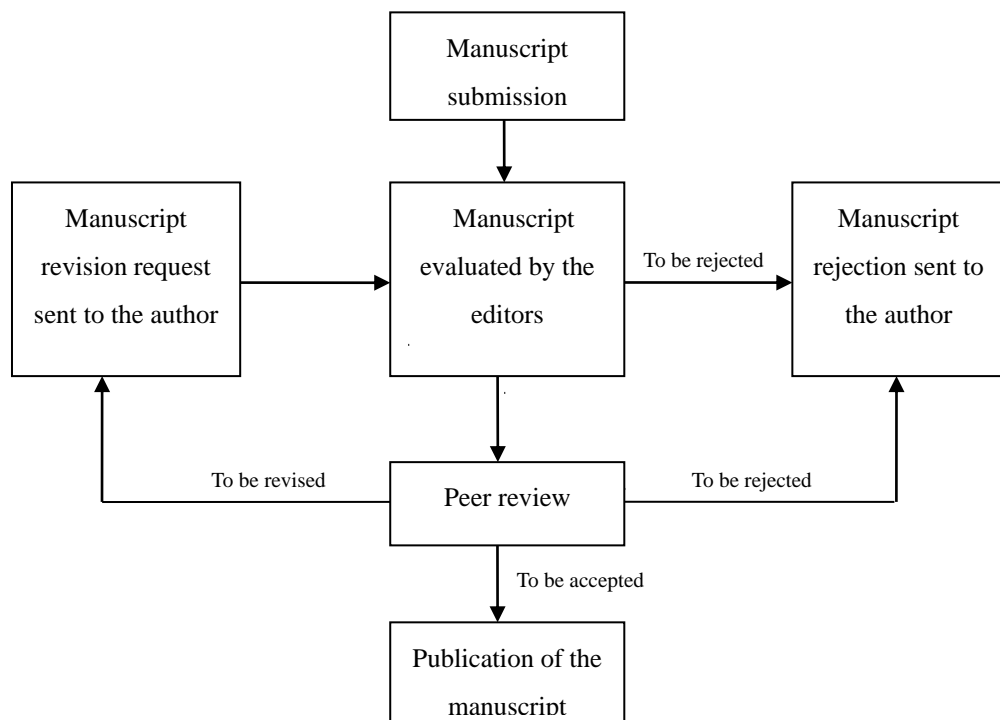 Manuscript
submission
Manuscript
revision request
sent to the author
Manuscript
evaluated by the
editors
To be rejected
Manuscript
rejection sent to
the author
To be revised
Peer review
To be rejected
To be accepted
Publication of the
manuscript